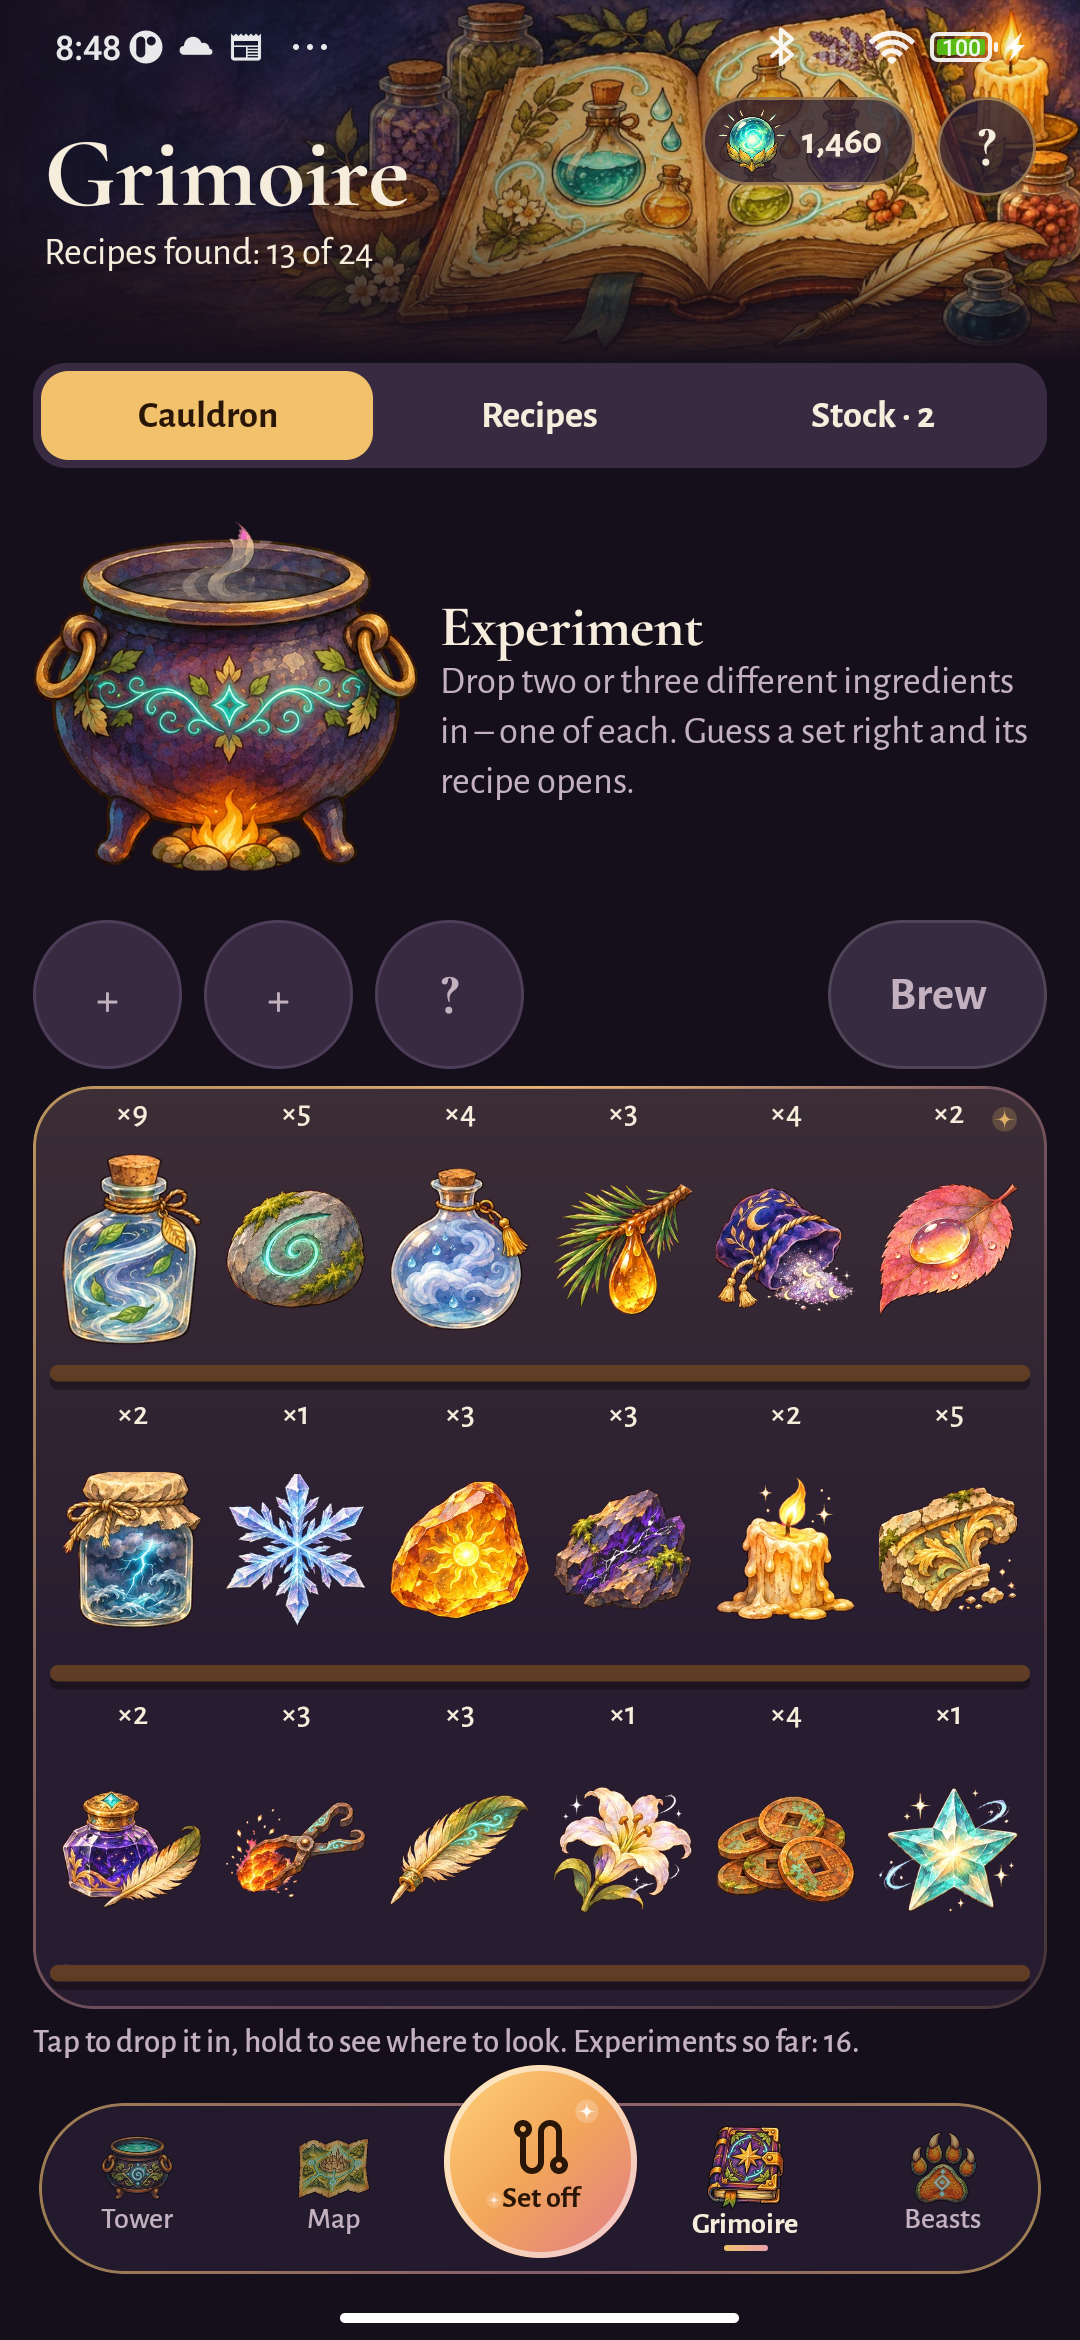 8:48
100
1,460
?
Grimoire
Recipes found: 13 of 24
Cauldron
Recipes
Stock · 2
Experiment
Drop two or three different ingredients
in – one of each. Guess a set right and its
recipe opens.
+
+
?
Brew
×9
×5
×4
×3
×4
×2
×2
×1
×3
×3
×2
×5
×2
×3
×3
×1
×4
×1
Tap to drop it in, hold to see where to look. Experiments so far: 16.
Tower
Map
Set off
Grimoire
Beasts